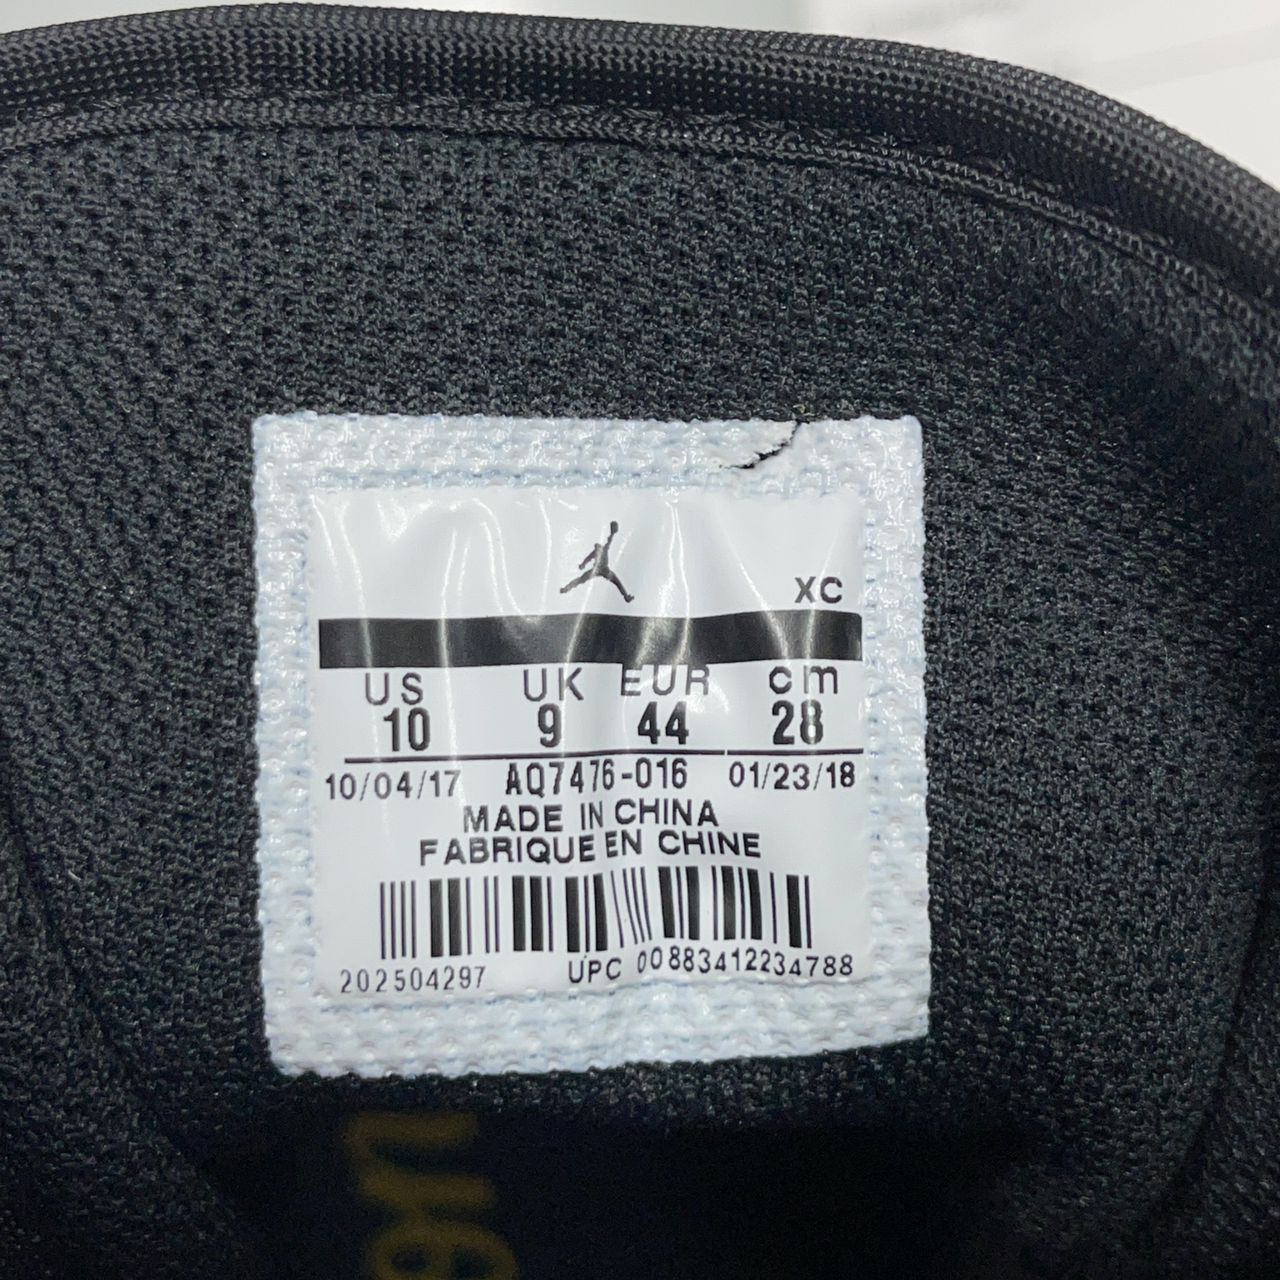 XC
US UK EUR cm
10 9 44 28
10/04/17 AQ7476-016 01/23/18
MADE IN CHINA
FABRIQUE EN CHINE
202504297 UPC 00883412234788